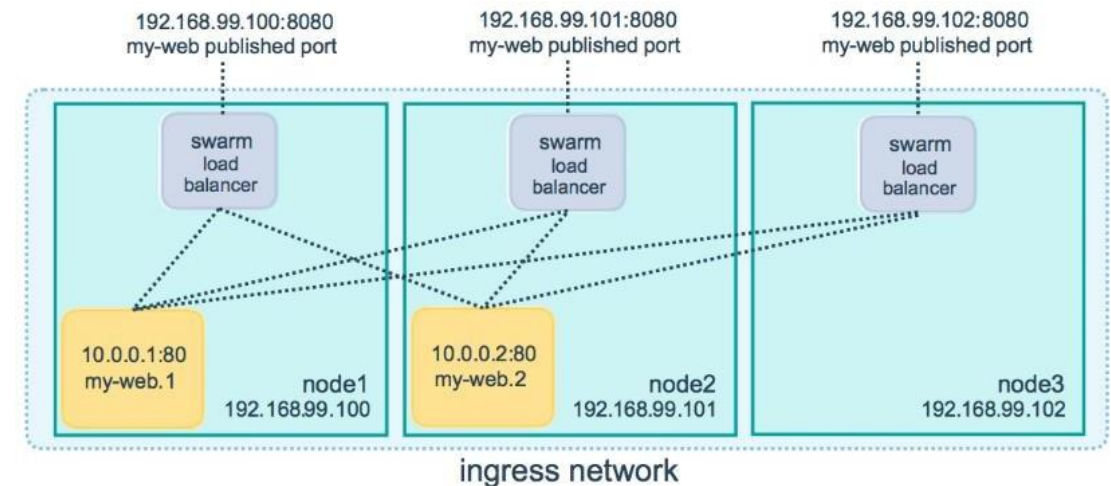 192.168.99.100:8080
my-web published port
192.168.99.101:8080
my-web published port
192.168.99.102:8080
my-web published port
swarm
load
balancer
swarm
load
balancer
swarm
load
balancer
10.0.0.1:80
my-web.1
node1
192.168.99.100
10.0.0.2:80
my-web.2
node2
192.168.99.101
node3
192.168.99.102
ingress network